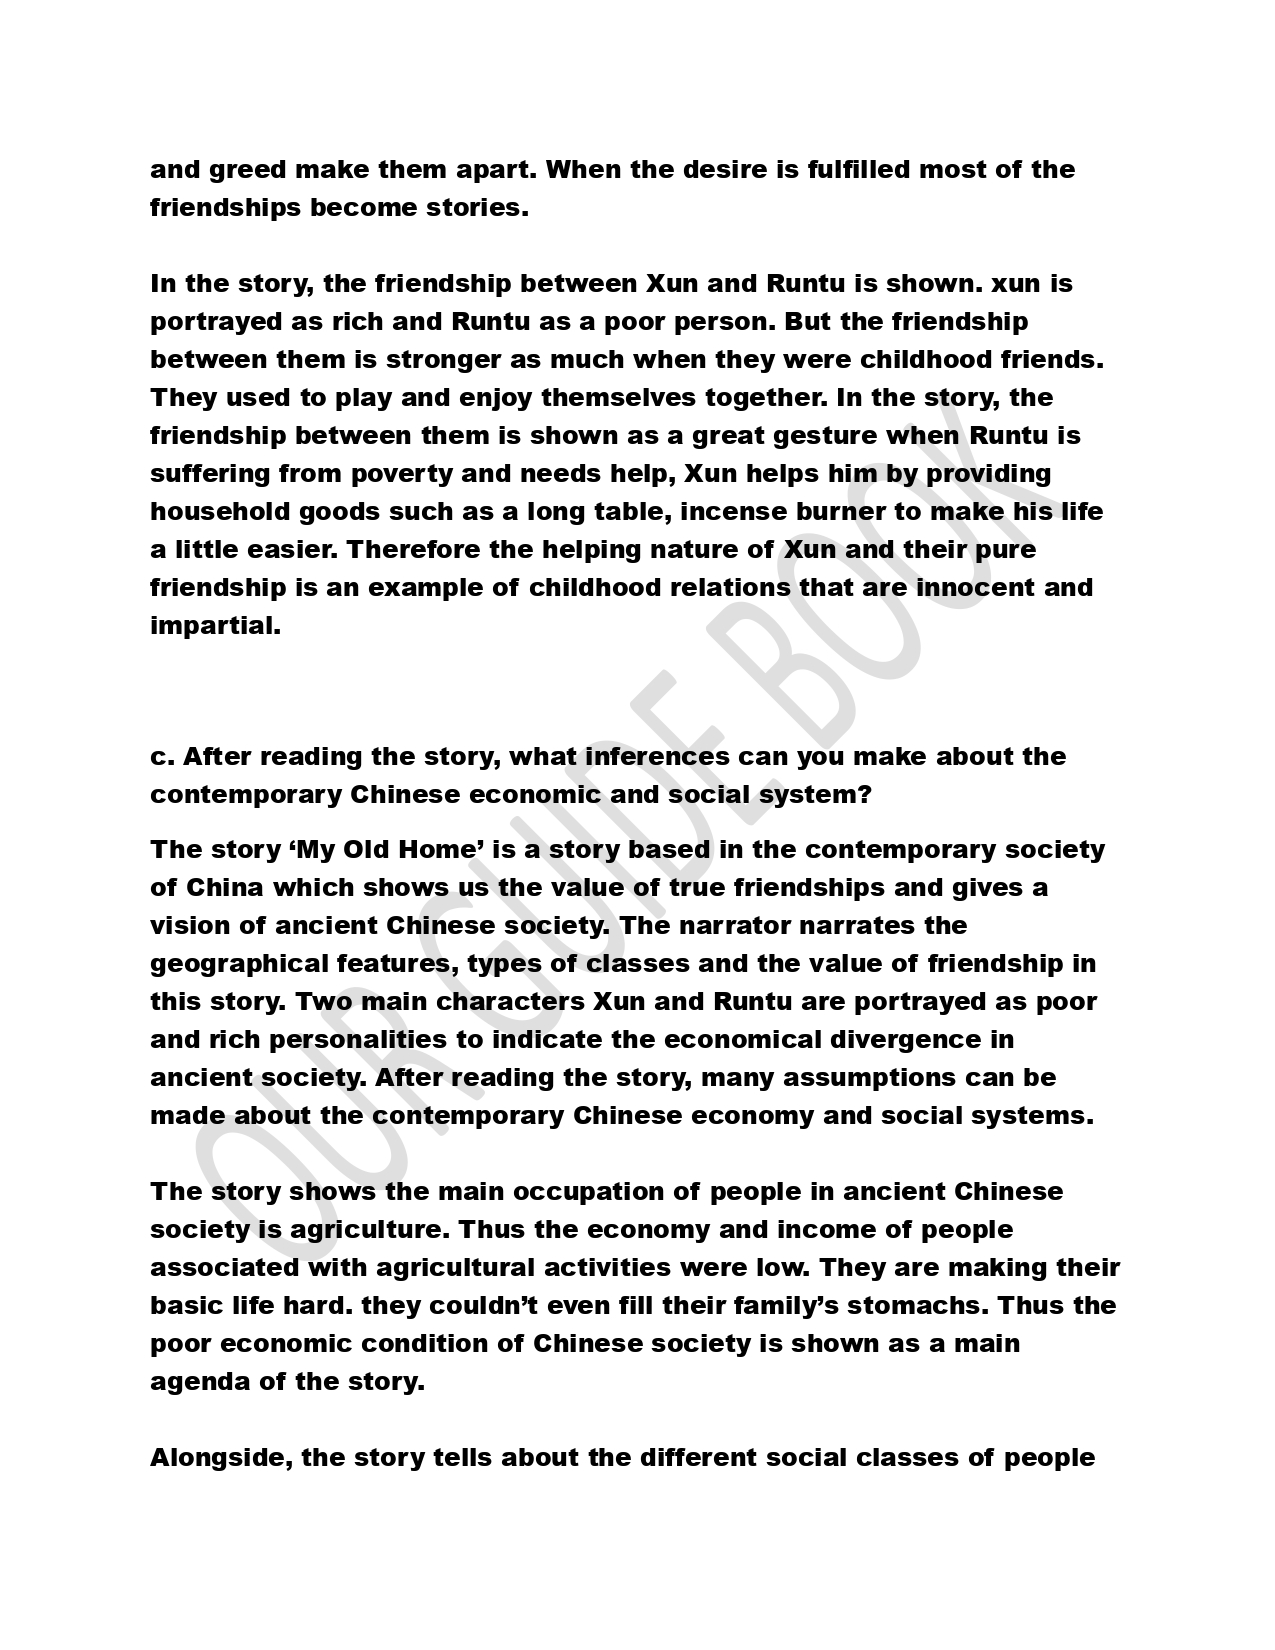 and greed make them apart. When the desire is fulfilled most of the
friendships become stories.
In the story, the friendship between Xun and Runtu is shown. xun is
portrayed as rich and Runtu as a poor person. But the friendship
between them is stronger as much when they were childhood friends.
They used to play and enjoy themselves together. In the story, the
friendship between them is shown as a great gesture when Runtu is
suffering from poverty and needs help, Xun helps him by providing
household goods such as a long table, incense burner to make his life
a little easier. Therefore the helping nature of Xun and their pure
friendship is an example of childhood relations that are innocent and
impartial.
c. After reading the story, what inferences can you make about the
contemporary Chinese economic and social system?
The story ‘My Old Home’ is a story based in the contemporary society
of China which shows us the value of true friendships and gives a
vision of ancient Chinese society. The narrator narrates the
geographical features, types of classes and the value of friendship in
this story. Two main characters Xun and Runtu are portrayed as poor
and rich personalities to indicate the economical divergence in
ancient society. After reading the story, many assumptions can be
made about the contemporary Chinese economy and social systems.
The story shows the main occupation of people in ancient Chinese
society is agriculture. Thus the economy and income of people
associated with agricultural activities were low. They are making their
basic life hard. they couldn’t even fill their family’s stomachs. Thus the
poor economic condition of Chinese society is shown as a main
agenda of the story.
Alongside, the story tells about the different social classes of people
OUR GUIDE BOOK